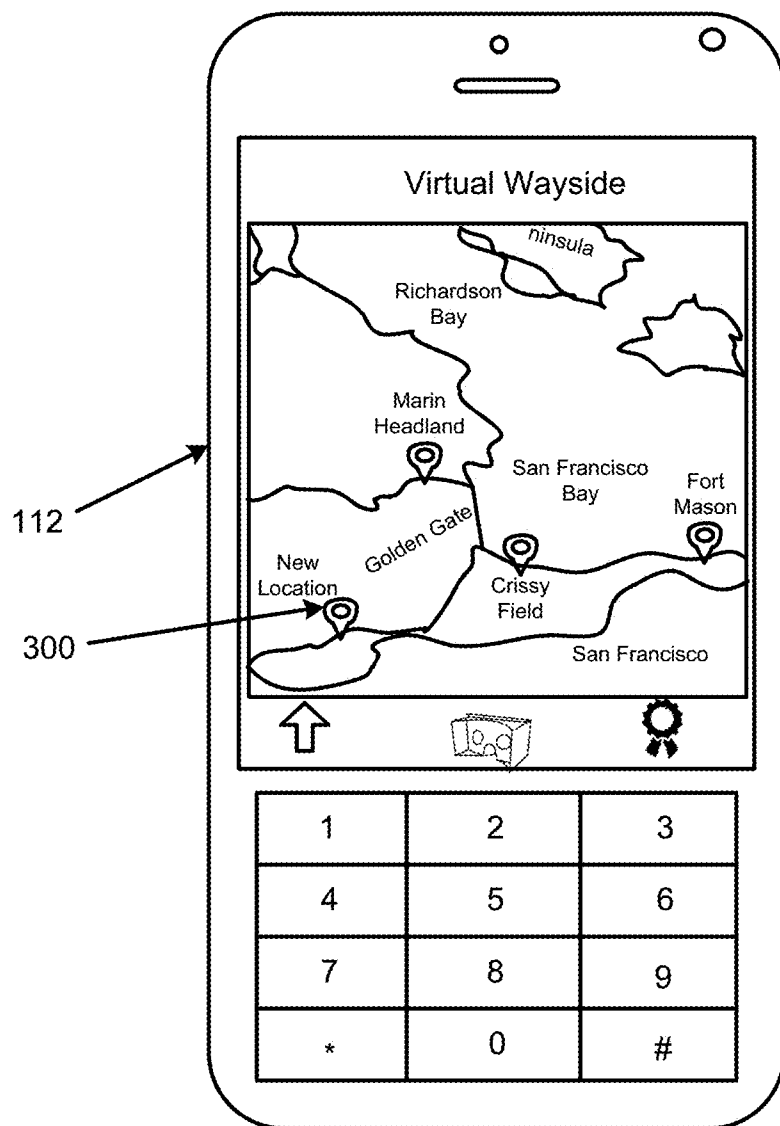 Virtual Wayside
ninsula
Richardson
Bay
Marin
Headland
San Francisco
Bay
Fort
Mason
112
Golden Gate
New
Location
Crissy
Field
300
San Francisco
1 2 3
4 5 6
7 8 9
* 0 #